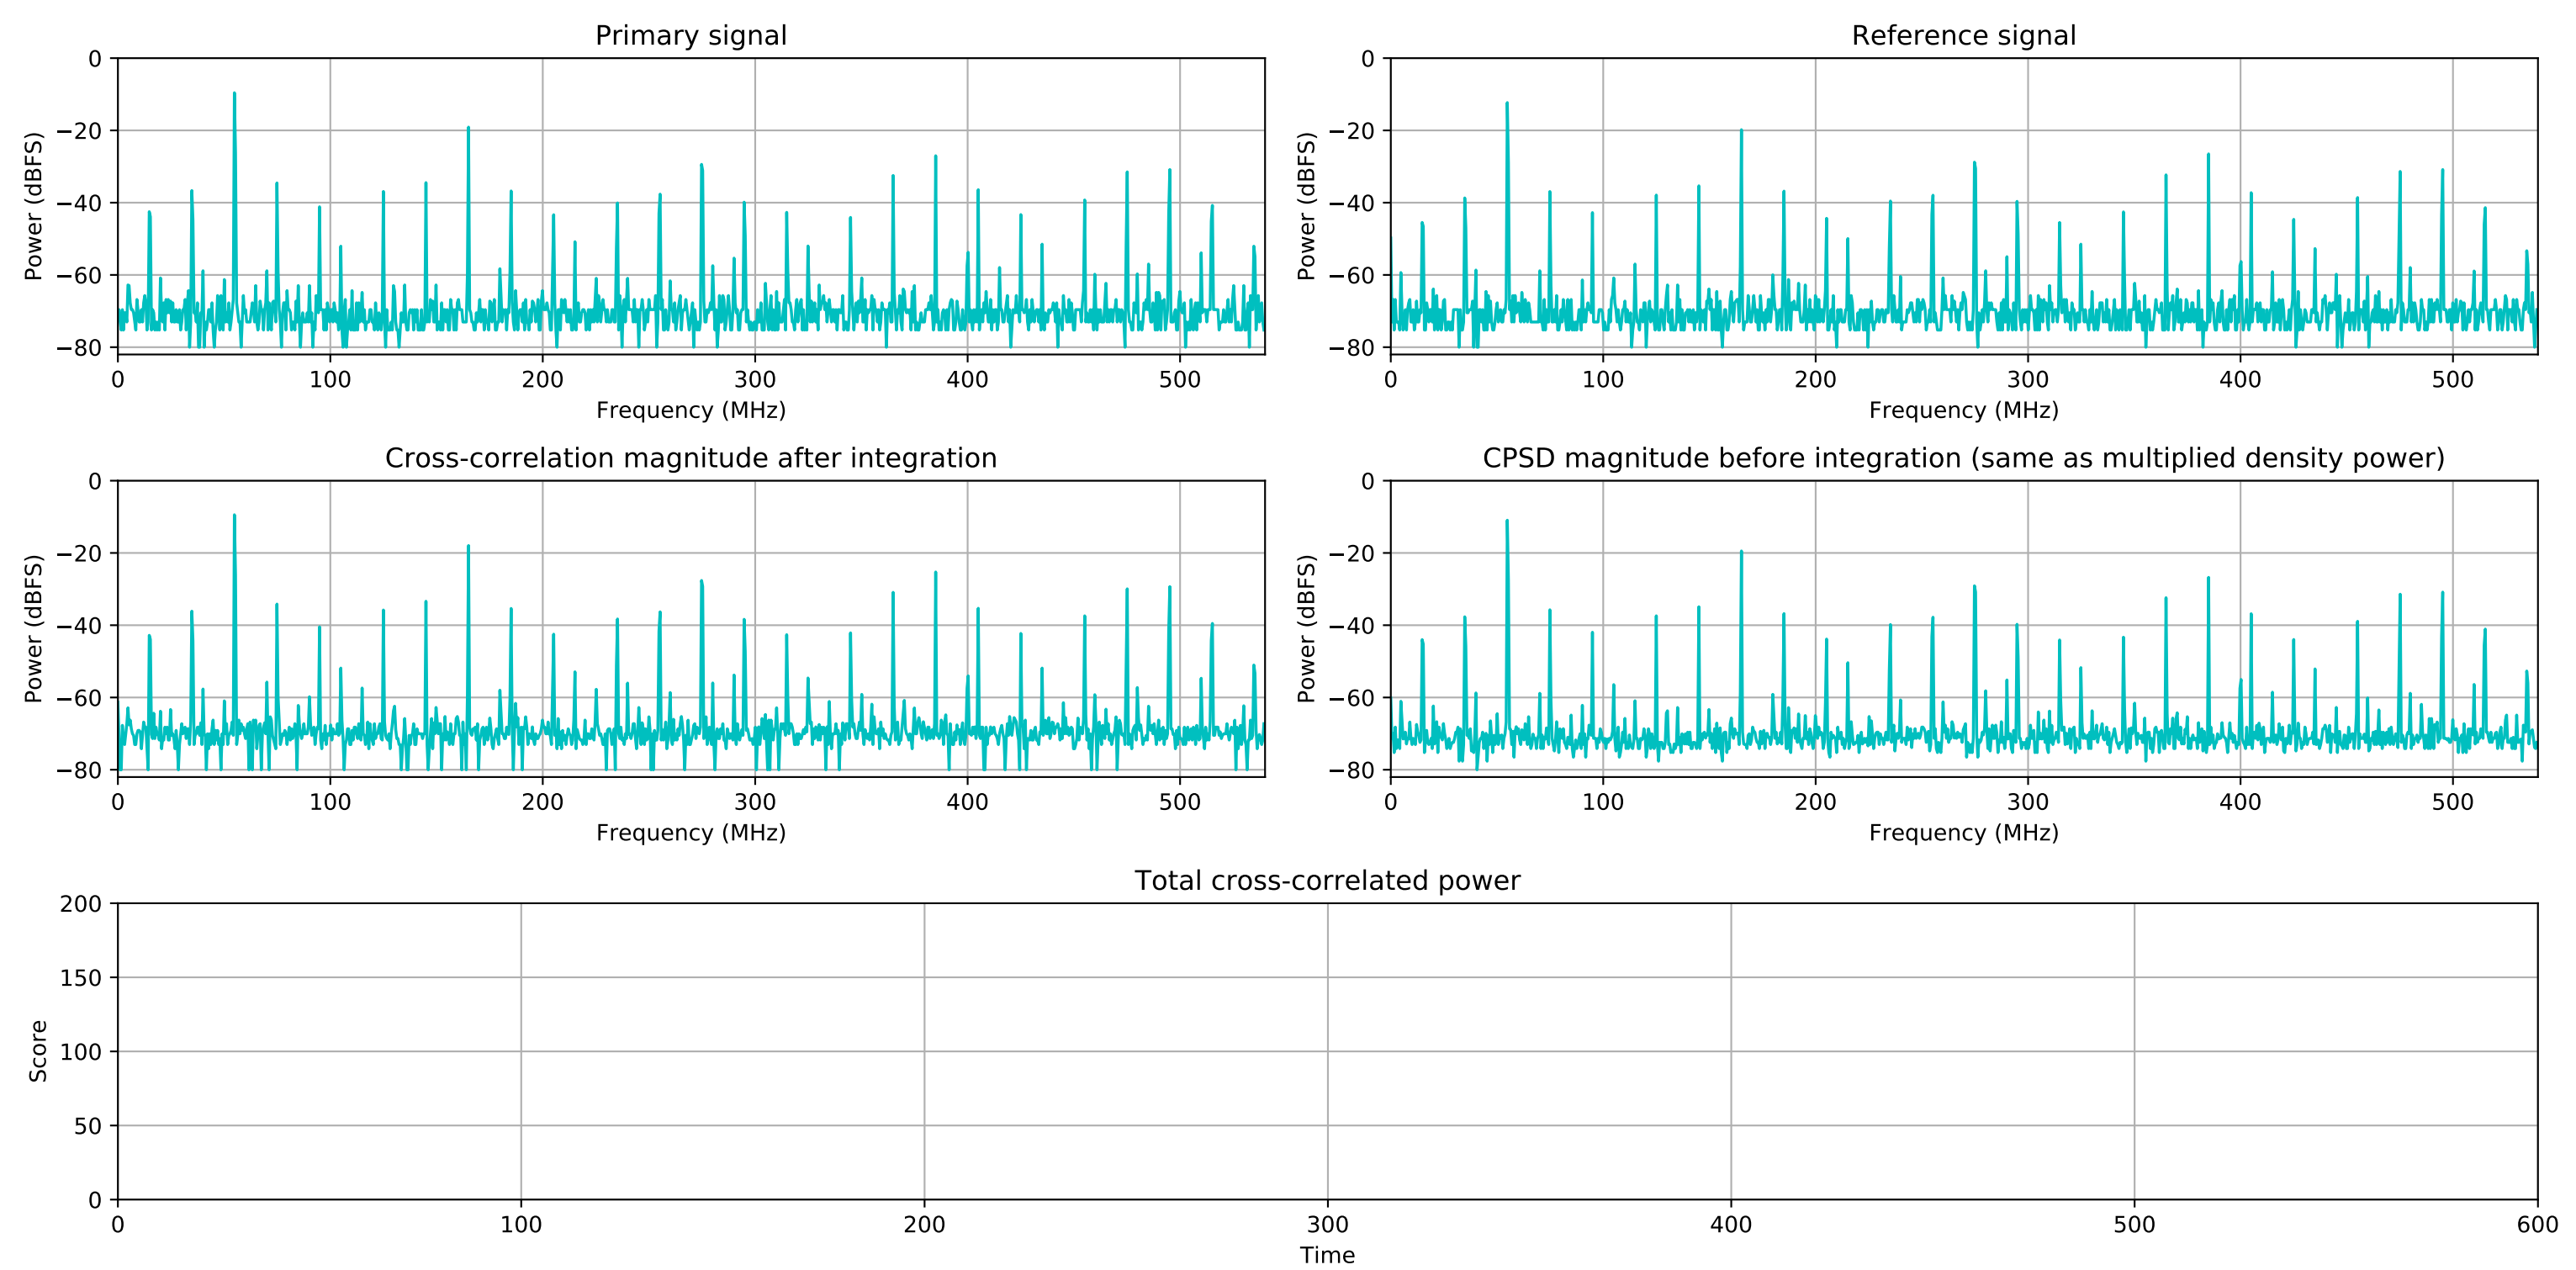 Primary signal
Reference signal
0
−20
−40
−60
−80
Power (dBFS)
0 100 200 300 400 500
Frequency (MHz)
0
−20
−40
−60
−80
Power (dBFS)
0 100 200 300 400 500
Frequency (MHz)
Cross-correlation magnitude after integration
CPSD magnitude before integration (same as multiplied density power)
0
−20
−40
−60
−80
Power (dBFS)
0 100 200 300 400 500
Frequency (MHz)
0
−20
−40
−60
−80
Power (dBFS)
0 100 200 300 400 500
Frequency (MHz)
Total cross-correlated power
200
150
100
50
0
Score
0 100 200 300 400 500 600
Time